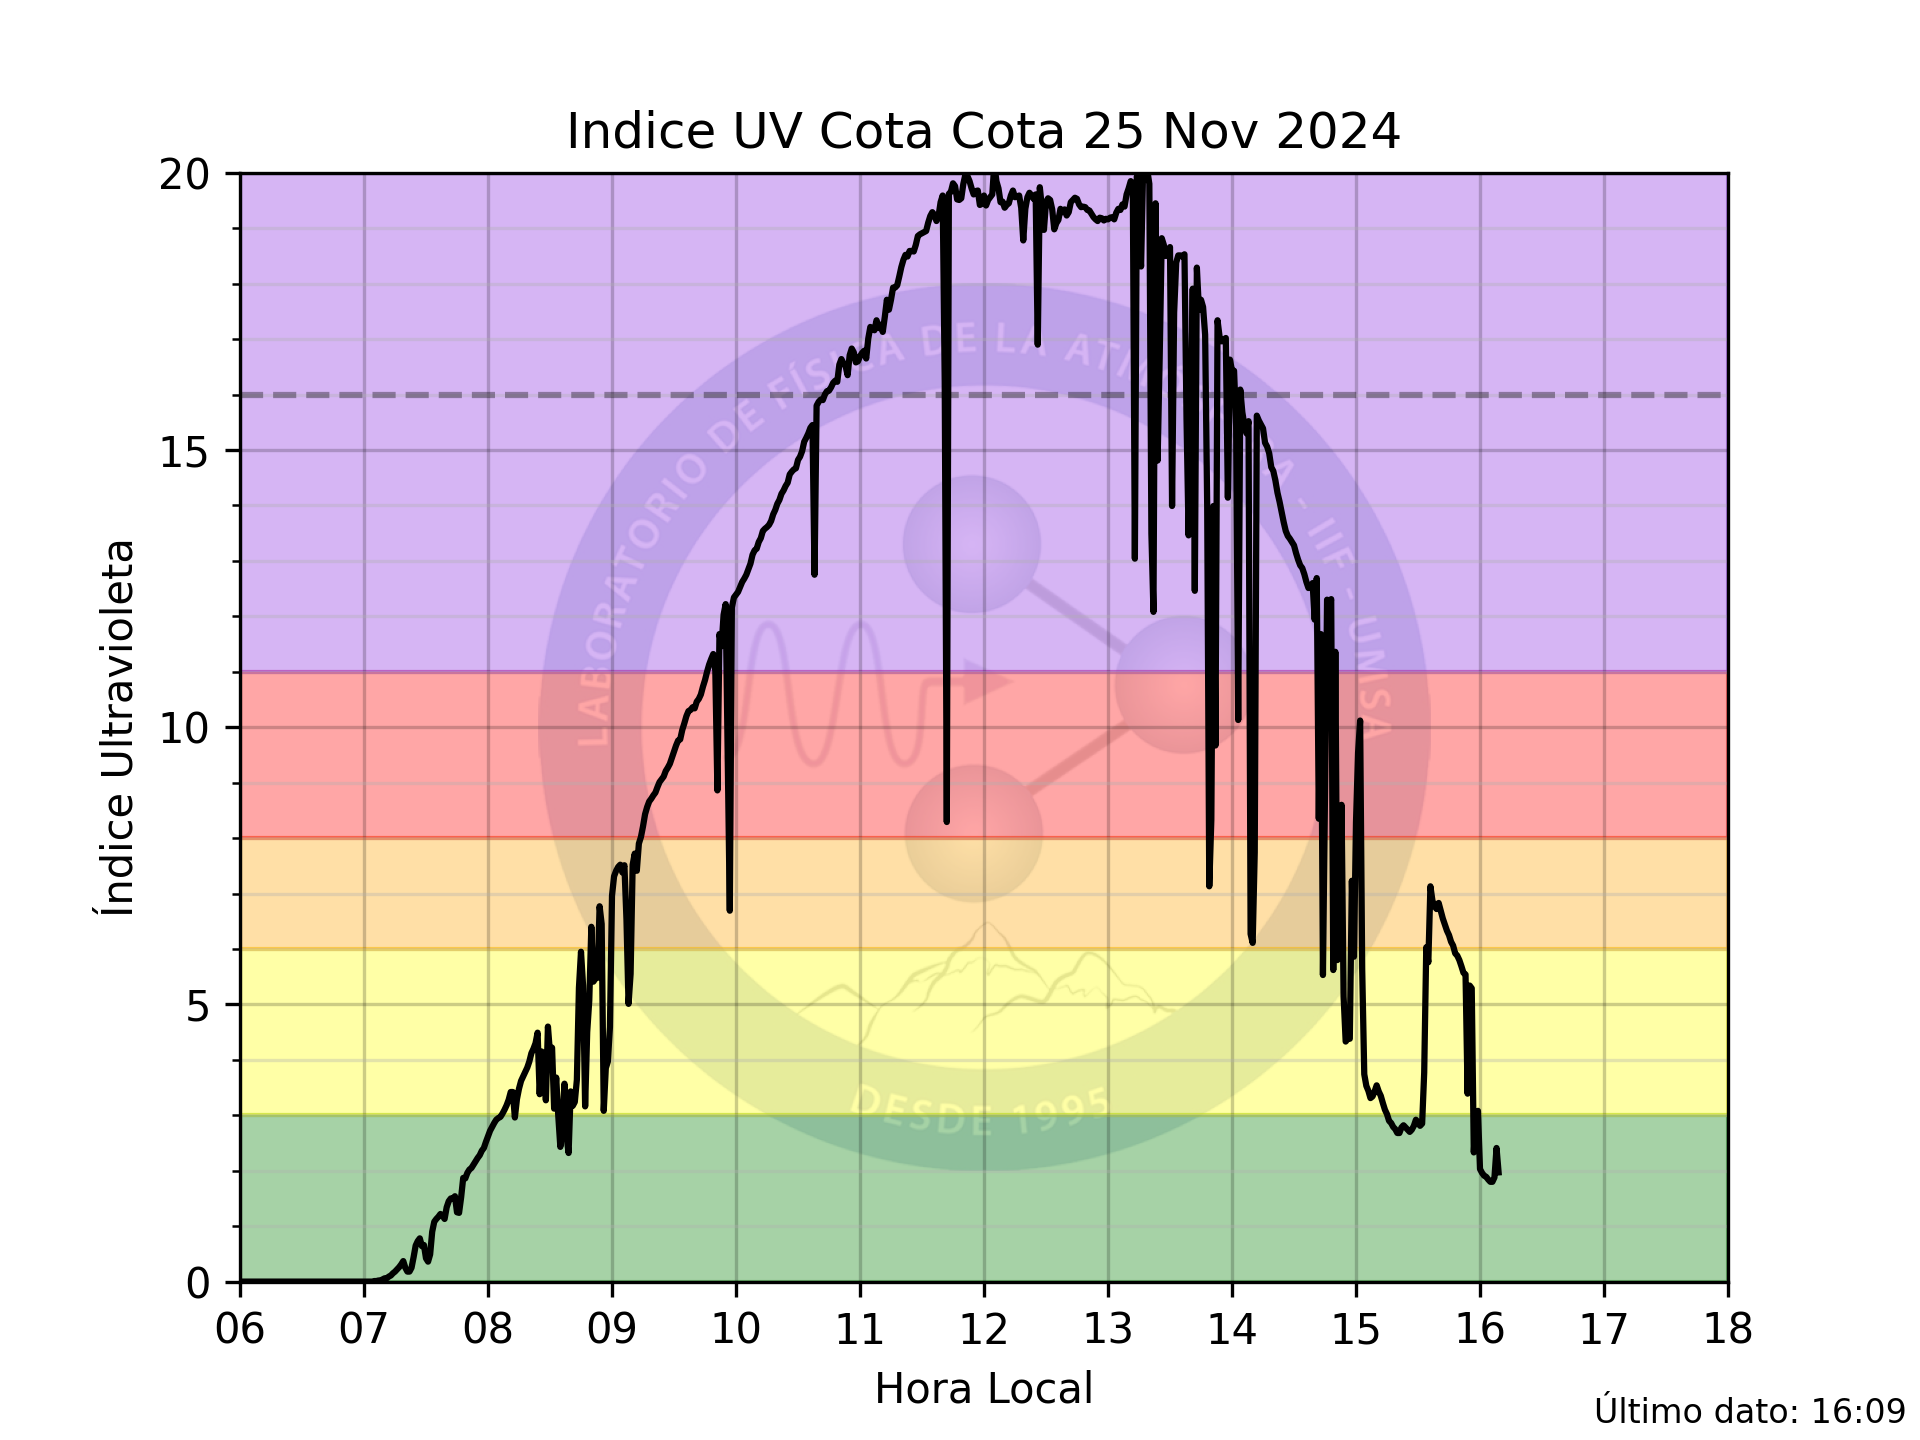 Indice UV Cota Cota 25 Nov 2024
20
15
10
5
0
Índice Ultravioleta
06 07 08 09 10 11 12 13 14 15 16 17 18
Hora Local
Último dato: 16:09
LABORATORIO DE FÍSICA DE LA A - IIF - UMSA
DESDE 1995